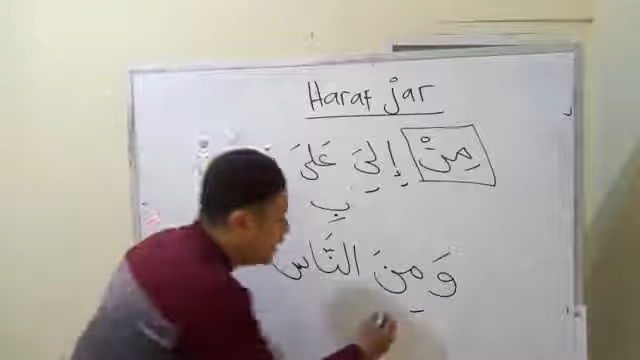 Haraf jar
مِنْ إِلِىَ عَلَىَ
بِ
وَ مِنَ النَّاس